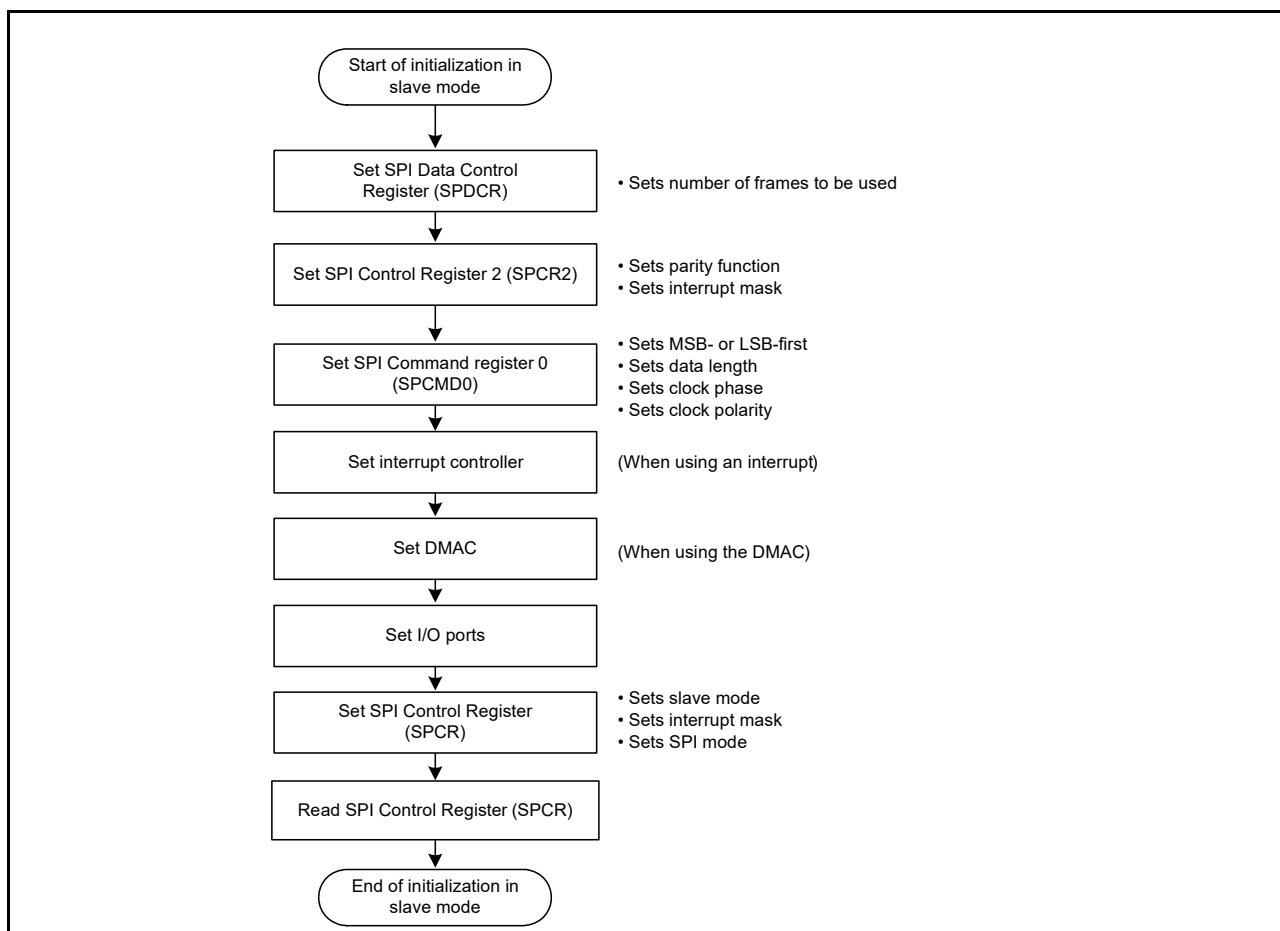 Start of initialization in
slave mode
Set SPI Data Control
Register (SPDCR)
• Sets number of frames to be used
Set SPI Control Register 2 (SPCR2)
• Sets parity function
• Sets interrupt mask
Set SPI Command register 0
(SPCMD0)
• Sets MSB- or LSB-first
• Sets data length
• Sets clock phase
• Sets clock polarity
Set interrupt controller
(When using an interrupt)
Set DMAC
(When using the DMAC)
Set I/O ports
Set SPI Control Register
(SPCR)
• Sets slave mode
• Sets interrupt mask
• Sets SPI mode
Read SPI Control Register (SPCR)
End of initialization in
slave mode